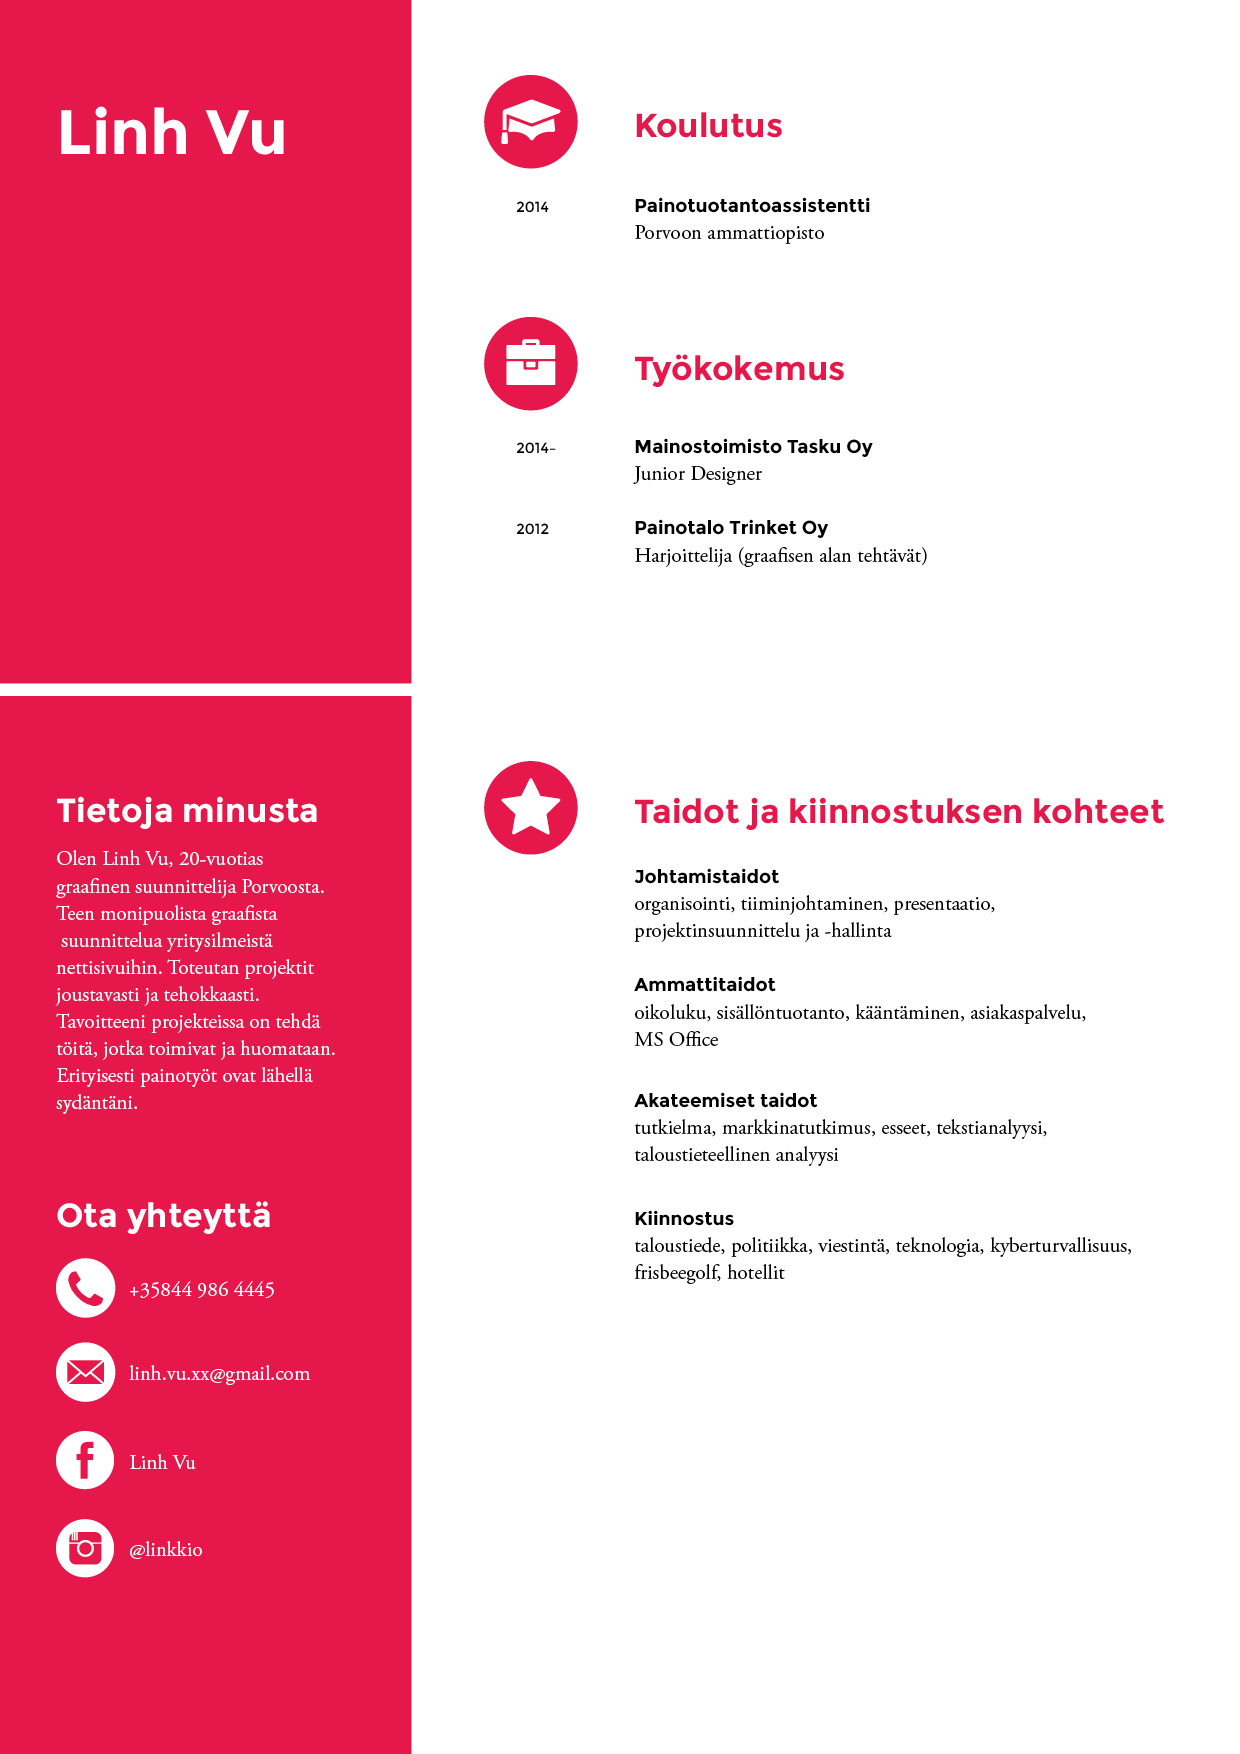 Linh Vu
Koulutus
2014
Painotuotantoassistentti
Porvoon ammattiopisto
Työkokemus
2014-
Mainostoimisto Tasku Oy
Junior Designer
2012
Painotalo Trinket Oy
Harjoittelija (graafisen alan tehtävät)
Tietoja minusta
Olen Linh Vu, 20-vuotias
graafinen suunnittelija Porvoosta.
Teen monipuolista graafista
suunnittelua yritysilmeistä
nettisivuihin. Toteutan projektit
joustavasti ja tehokkaasti.
Tavoitteeni projekteissa on tehdä
töitä, jotka toimivat ja huomataan.
Erityisesti painotyöt ovat lähellä
sydäntäni.
Ota yhteyttä
+35844 986 4445
linh.vu.xx@gmail.com
Linh Vu
@linkkio
Taidot ja kiinnostuksen kohteet
Johtamistaidot
organisointi, tiiminjohtaminen, presentaatio,
projektinsuunnittelu ja -hallinta
Ammattitaidot
oikoluku, sisällöntuotanto, kääntäminen, asiakaspalvelu,
MS Office
Akateemiset taidot
tutkielma, markkinatutkimus, esseet, tekstianalyysi,
taloustieteellinen analyysi
Kiinnostus
taloustiede, politiikka, viestintä, teknologia, kyberturvallisuus,
frisbeegolf, hotellit